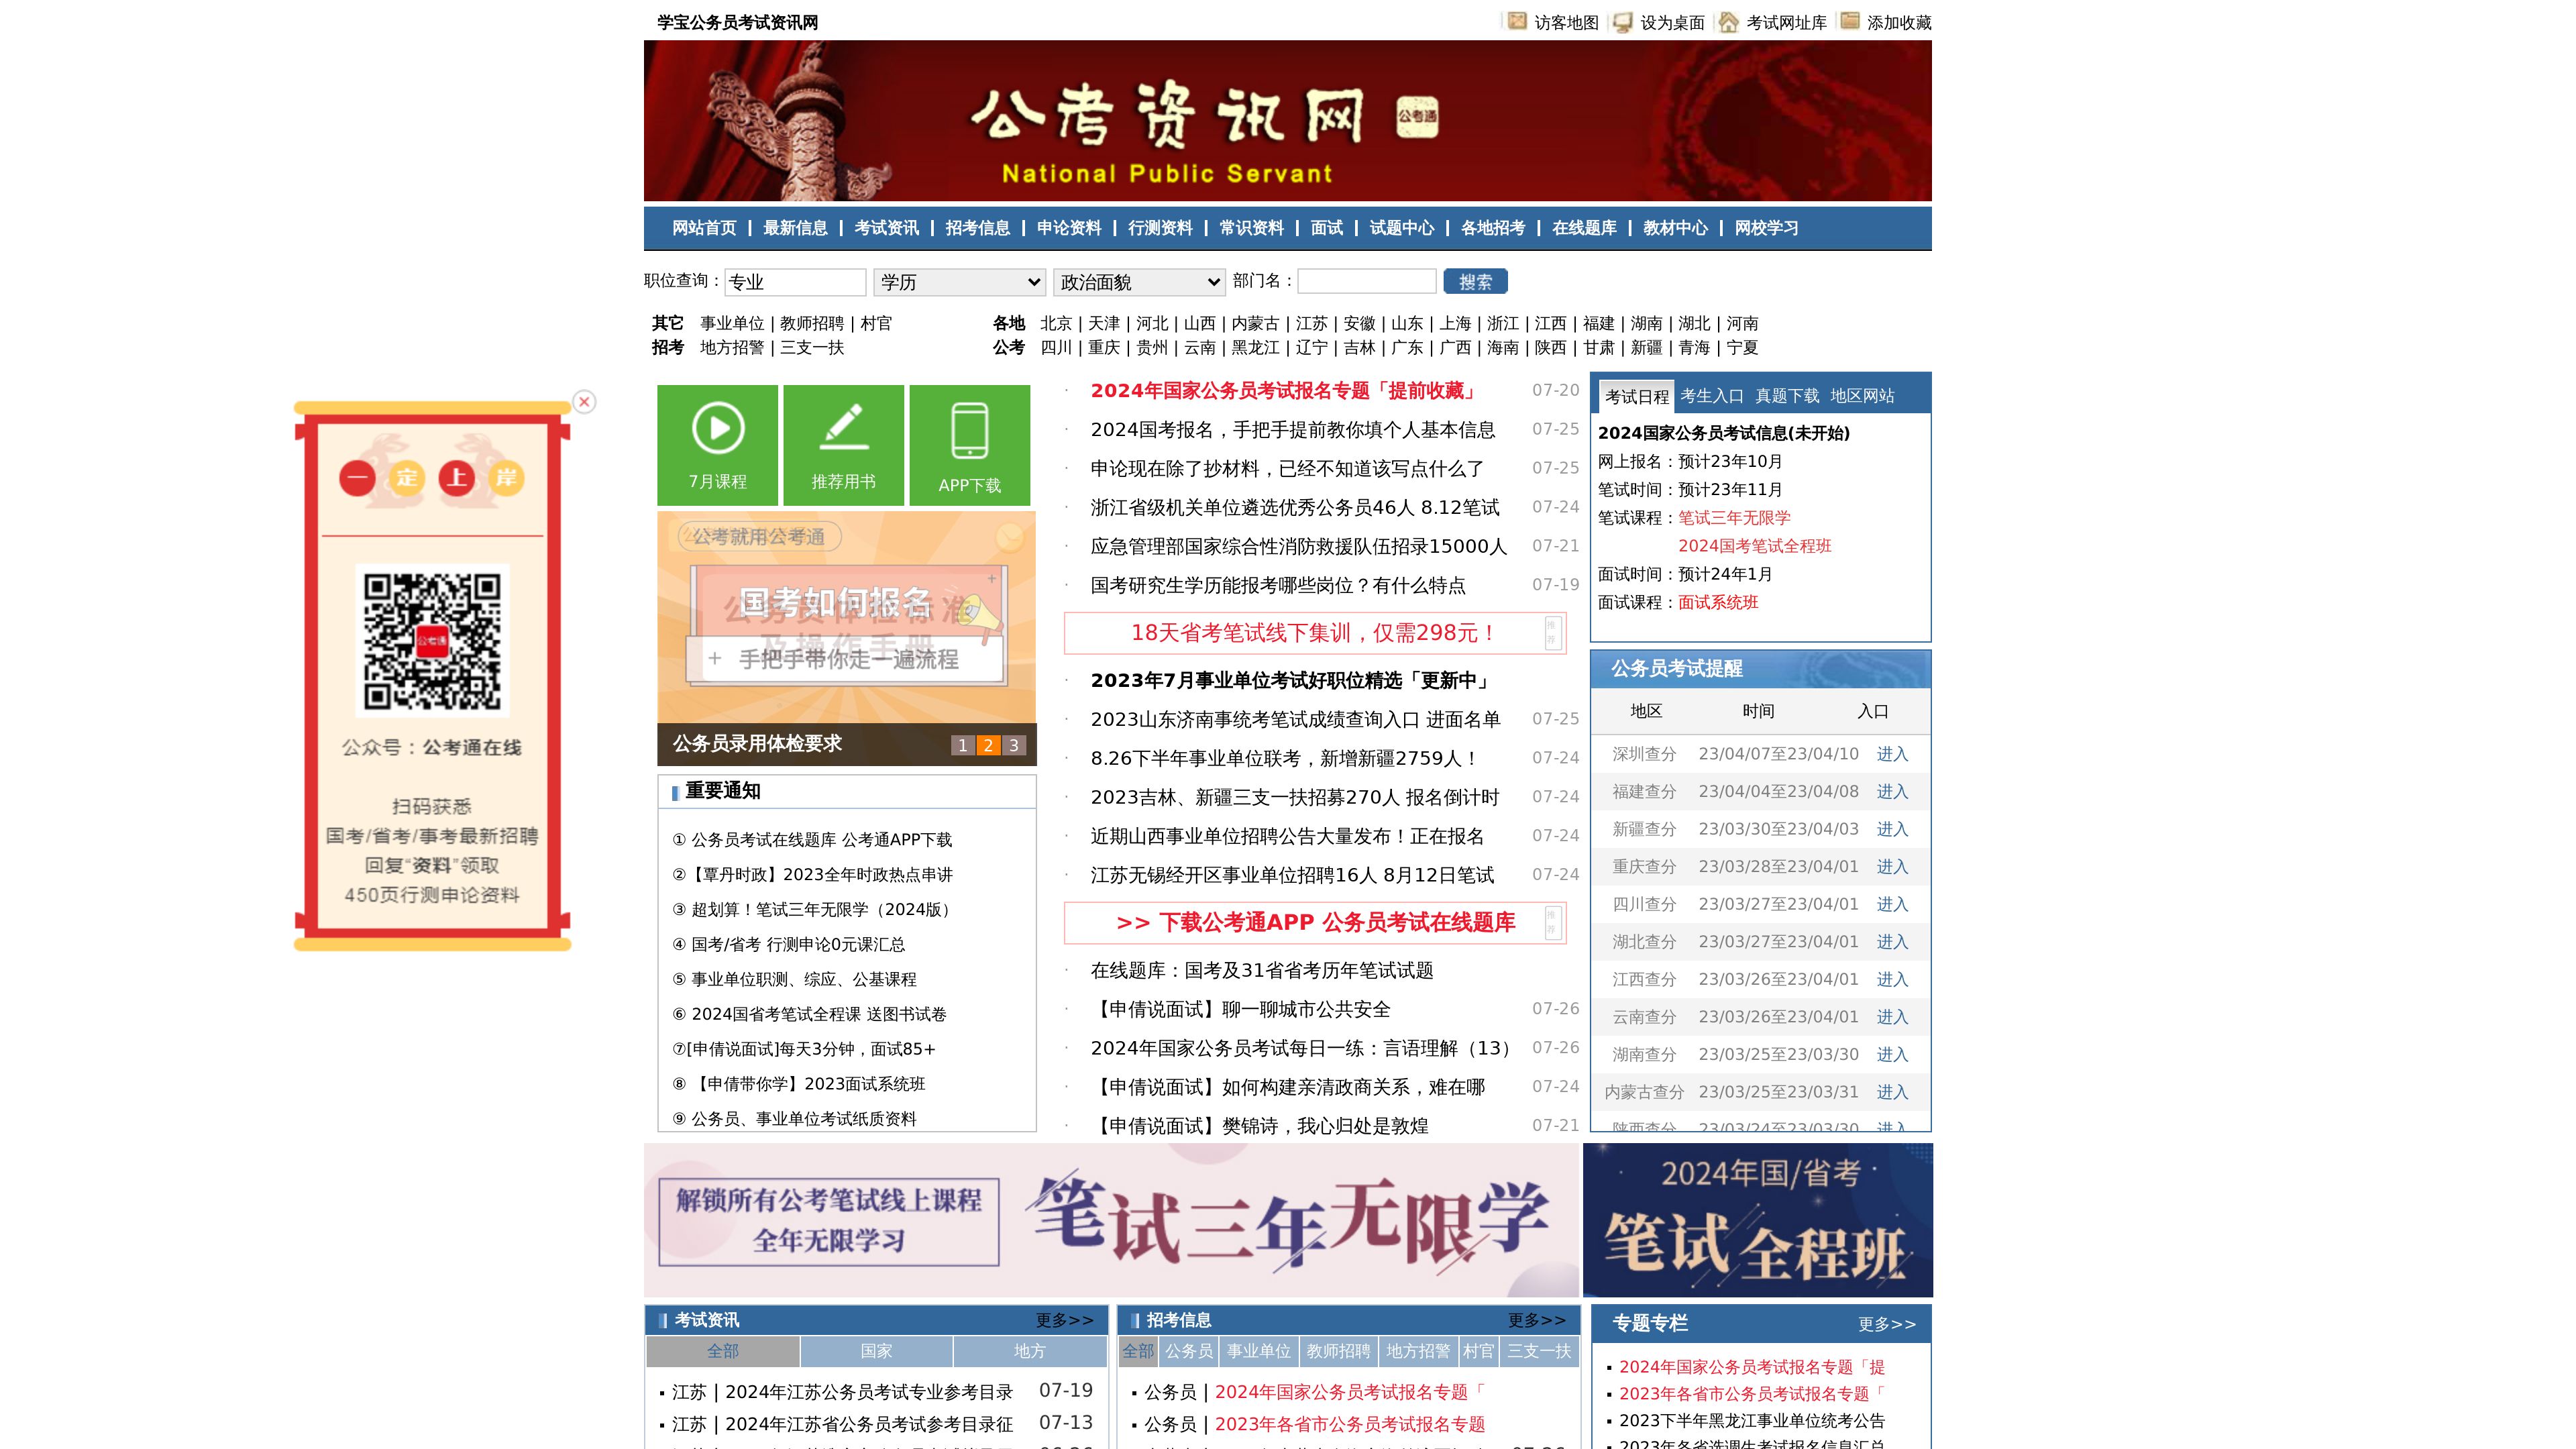 学宝公务员考试资讯网
访客地图 设为桌面 考试网址库 添加收藏
公考资讯网 公考通
National Public Servant
网站首页 最新信息 考试资讯 招考信息 申论资料 行测资料 常识资料 面试 试题中心 各地招考 在线题库 教材中心 网校学习
职位查询：专业 学历 政治面貌 部门名： 搜索
其它 事业单位 | 教师招聘 | 村官
招考 地方招警 | 三支一扶
各地 北京 | 天津 | 河北 | 山西 | 内蒙古 | 江苏 | 安徽 | 山东 | 上海 | 浙江 | 江西 | 福建 | 湖南 | 湖北 | 河南
公考 四川 | 重庆 | 贵州 | 云南 | 黑龙江 | 辽宁 | 吉林 | 广东 | 广西 | 海南 | 陕西 | 甘肃 | 新疆 | 青海 | 宁夏
一定上岸
公考通
公众号：公考通在线
扫码获悉
国考/省考/事考最新招聘
回复“资料”领取
450页行测申论资料
7月课程 推荐用书 APP下载
公考就用公考通
国考如何报名
公务员体检标准
及操作手册
手把手带你走一遍流程
公务员录用体检要求 1 2 3
重要通知
① 公务员考试在线题库 公考通APP下载
②【覃丹时政】2023全年时政热点串讲
③ 超划算！笔试三年无限学（2024版）
④ 国考/省考 行测申论0元课汇总
⑤ 事业单位职测、综应、公基课程
⑥ 2024国省考笔试全程课 送图书试卷
⑦[申倩说面试]每天3分钟，面试85+
⑧ 【申倩带你学】2023面试系统班
⑨ 公务员、事业单位考试纸质资料
· 2024年国家公务员考试报名专题「提前收藏」 07-20
· 2024国考报名，手把手提前教你填个人基本信息 07-25
· 申论现在除了抄材料，已经不知道该写点什么了 07-25
· 浙江省级机关单位遴选优秀公务员46人 8.12笔试 07-24
· 应急管理部国家综合性消防救援队伍招录15000人 07-21
· 国考研究生学历能报考哪些岗位？有什么特点 07-19
18天省考笔试线下集训，仅需298元！ 推荐
· 2023年7月事业单位考试好职位精选「更新中」
· 2023山东济南事统考笔试成绩查询入口 进面名单 07-25
· 8.26下半年事业单位联考，新增新疆2759人！ 07-24
· 2023吉林、新疆三支一扶招募270人 报名倒计时 07-24
· 近期山西事业单位招聘公告大量发布！正在报名 07-24
· 江苏无锡经开区事业单位招聘16人 8月12日笔试 07-24
>> 下载公考通APP 公务员考试在线题库 推荐
· 在线题库：国考及31省省考历年笔试试题
· 【申倩说面试】聊一聊城市公共安全 07-26
· 2024年国家公务员考试每日一练：言语理解（13） 07-26
· 【申倩说面试】如何构建亲清政商关系，难在哪 07-24
· 【申倩说面试】樊锦诗，我心归处是敦煌 07-21
考试日程 考生入口 真题下载 地区网站
2024国家公务员考试信息(未开始)
网上报名：预计23年10月
笔试时间：预计23年11月
笔试课程：笔试三年无限学
2024国考笔试全程班
面试时间：预计24年1月
面试课程：面试系统班
公务员考试提醒
地区 时间 入口
深圳查分 23/04/07至23/04/10 进入
福建查分 23/04/04至23/04/08 进入
新疆查分 23/03/30至23/04/03 进入
重庆查分 23/03/28至23/04/01 进入
四川查分 23/03/27至23/04/01 进入
湖北查分 23/03/27至23/04/01 进入
江西查分 23/03/26至23/04/01 进入
云南查分 23/03/26至23/04/01 进入
湖南查分 23/03/25至23/03/30 进入
内蒙古查分 23/03/25至23/03/31 进入
陕西查分 23/03/24至23/03/30 进入
解锁所有公考笔试线上课程
全年无限学习
笔试三年无限学
2024年国/省考
笔试全程班
考试资讯 更多>>
全部 国家 地方
江苏 | 2024年江苏公务员考试专业参考目录 07-19
江苏 | 2024年江苏省公务员考试参考目录征 07-13
招考信息 更多>>
全部 公务员 事业单位 教师招聘 地方招警 村官 三支一扶
公务员 | 2024年国家公务员考试报名专题「
公务员 | 2023年各省市公务员考试报名专题
专题专栏 更多>>
2024年国家公务员考试报名专题「提
2023年各省市公务员考试报名专题「
2023下半年黑龙江事业单位统考公告
2023年各省选调生考试报名信息汇总